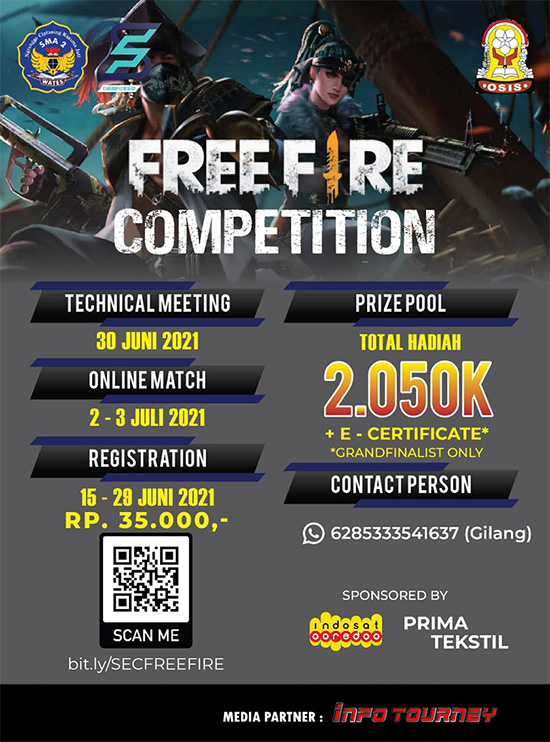 SMA 2
WATES
OSIS
FREE FIRE
COMPETITION
TECHNICAL MEETING
30 JUNI 2021
ONLINE MATCH
2 - 3 JULI 2021
REGISTRATION
15 - 29 JUNI 2021
RP. 35.000,-
SCAN ME
bit.ly/SECFREEFIRE
PRIZE POOL
TOTAL HADIAH
2.050K
+ E - CERTIFICATE*
*GRANDFINALIST ONLY
CONTACT PERSON
6285333541637 (Gilang)
SPONSORED BY
indosat
ooredoo
PRIMA
TEKSTIL
MEDIA PARTNER : INFO TOURNEY